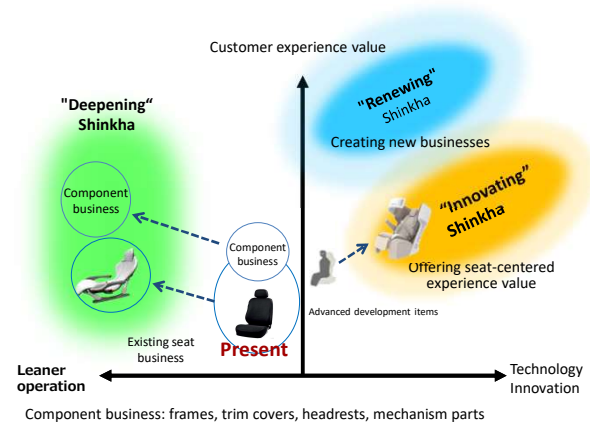 Customer experience value
"Deepening“
Shinkha
"Renewing"
Shinkha
Creating new businesses
“Innovating”
Shinkha
Component
business
Component
business
Offering seat-centered
experience value
Advanced development items
Existing seat
business
Present
Leaner
operation
Technology
Innovation
Component business: frames, trim covers, headrests, mechanism parts